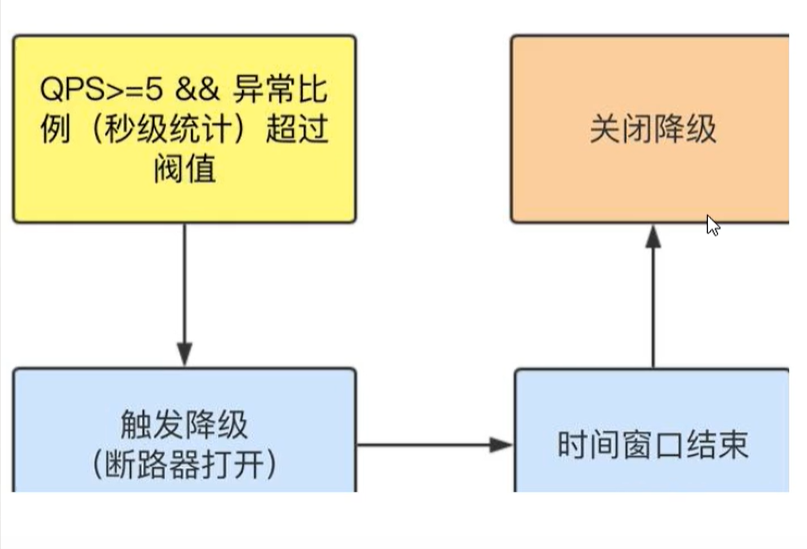 QPS>=5 && 异常比
例（秒级统计）超过
阀值
关闭降级
触发降级
（断路器打开）
时间窗口结束